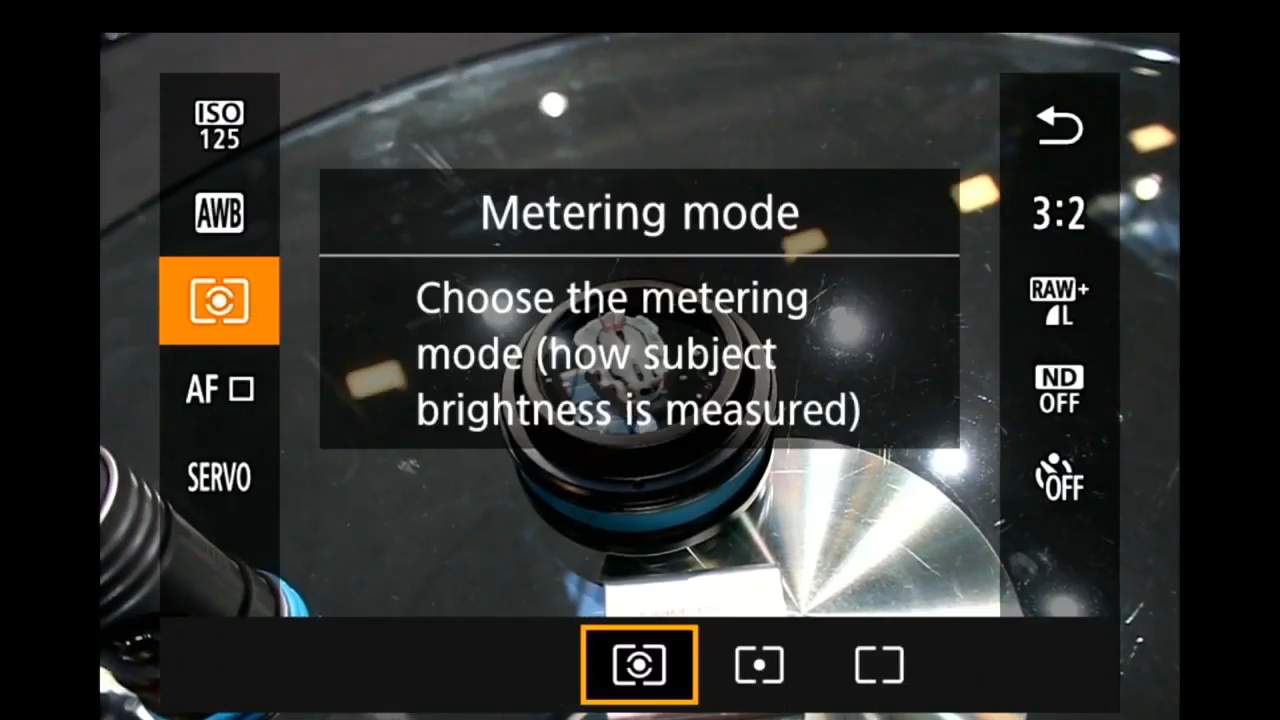 ISO
125
AWB
AF
SERVO
Metering mode
Choose the metering
mode (how subject
brightness is measured)
3:2
RAW+
L
ND
OFF
OFF